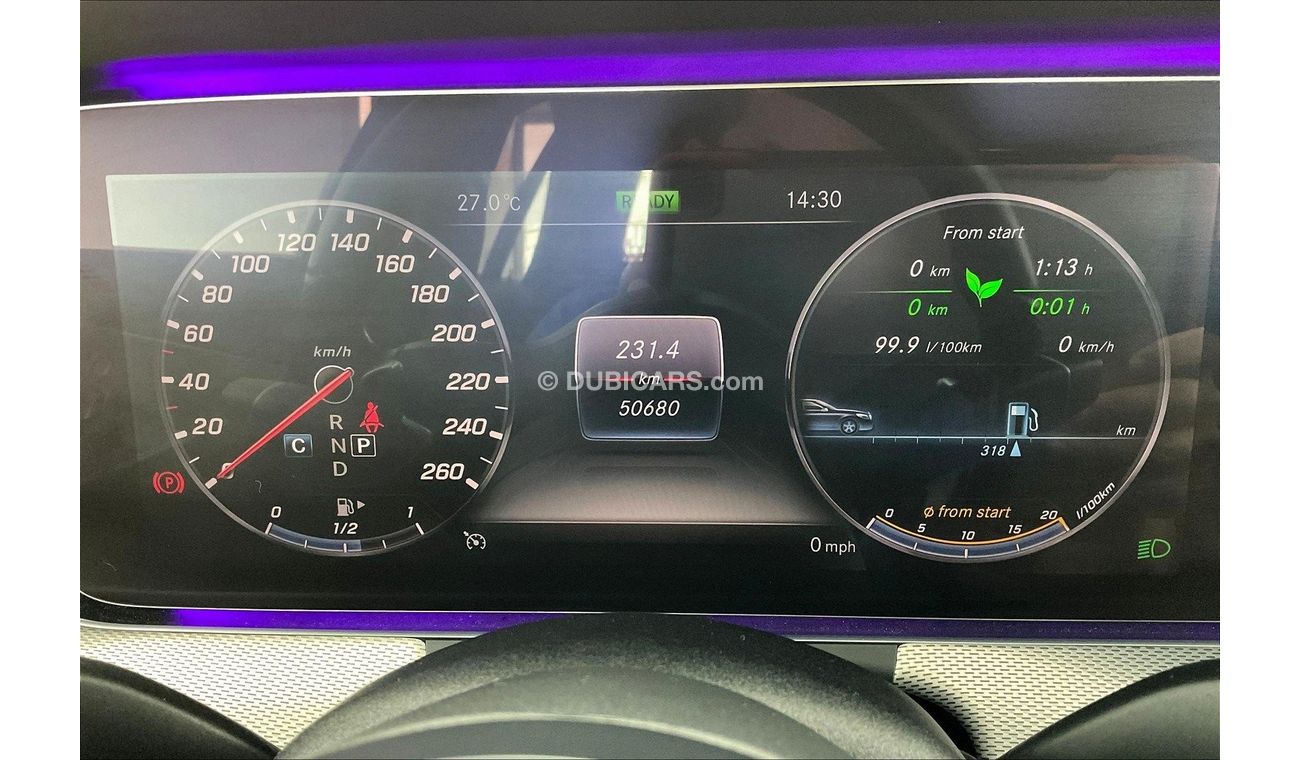 27.0°C READY 14:30
120 140
100 160
80 180
60 200
km/h
40 220
20 240
0 260
R
N
D
C
P
(P)
0 1/2 1
231.4
km
50680
© DUBICARS.com
From start
0 km 1:13 h
0 km 0:01 h
99.9 l/100km 0 km/h
km
318
ø from start
0 5 10 15 20
l/100km
0 mph